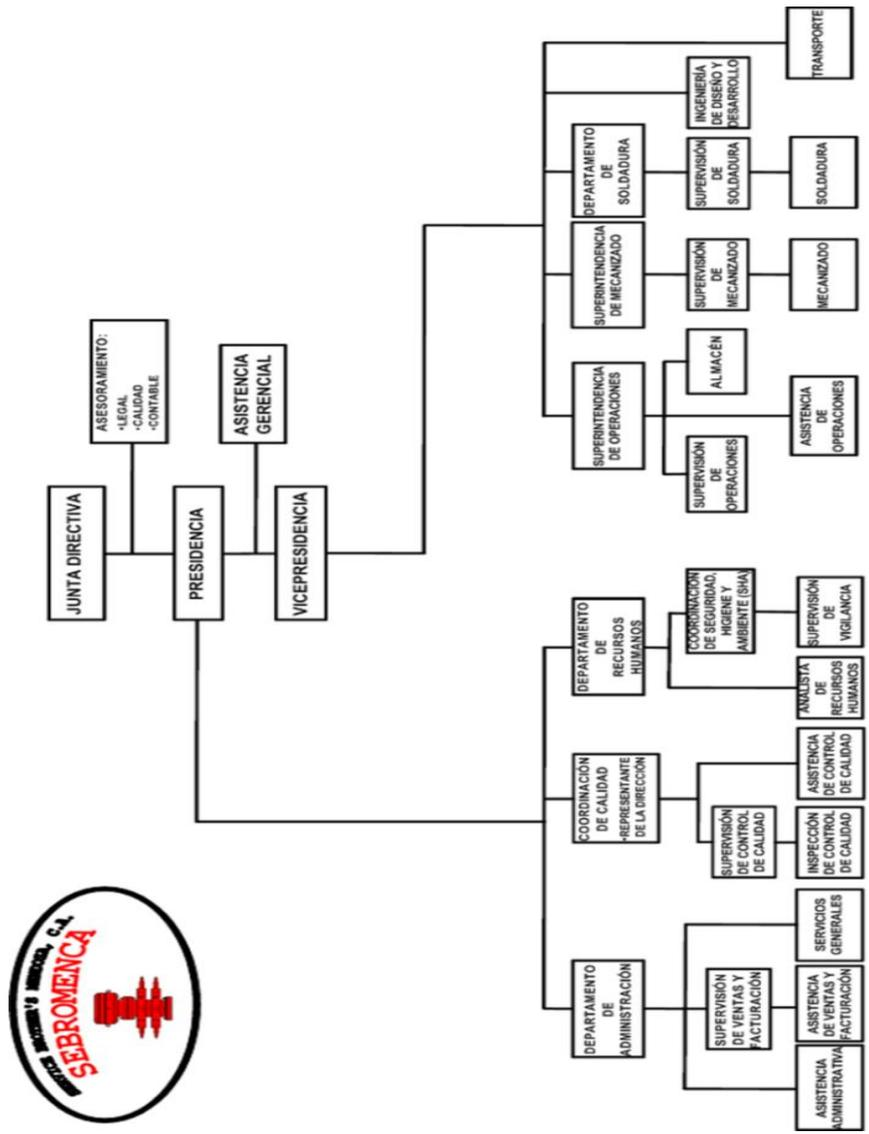 SERVICE BROTHER'S MENDOZA, C.A.
SEBROMENCA
JUNTA DIRECTIVA
ASESORAMIENTO:
•LEGAL
•CALIDAD
•CONTABLE
PRESIDENCIA
ASISTENCIA
GERENCIAL
VICEPRESIDENCIA
DEPARTAMENTO
DE
ADMINISTRACIÓN
COORDINACIÓN
DE CALIDAD
•REPRESENTANTE
DE LA DIRECCIÓN
DEPARTAMENTO
DE
RECURSOS
HUMANOS
SUPERINTENDENCIA
DE OPERACIONES
SUPERINTENDENCIA
DE MECANIZADO
DEPARTAMENTO
DE
SOLDADURA
SUPERVISIÓN
DE VENTAS Y
FACTURACIÓN
SUPERVISIÓN
DE CONTROL
DE CALIDAD
COORDINACIÓN
DE SEGURIDAD,
HIGIENE Y
AMBIENTE (SHA)
SUPERVISIÓN
DE
OPERACIONES
ALMACÉN
SUPERVISIÓN
DE
MECANIZADO
SUPERVISIÓN
DE
SOLDADURA
INGENIERÍA
DE DISEÑO Y
DESARROLLO
ASISTENCIA
ADMINISTRATIVA
ASISTENCIA
DE VENTAS Y
FACTURACIÓN
SERVICIOS
GENERALES
INSPECCIÓN
DE CONTROL
DE CALIDAD
ASISTENCIA
DE CONTROL
DE CALIDAD
ANALISTA
DE
RECURSOS
HUMANOS
SUPERVISIÓN
DE
VIGILANCIA
ASISTENCIA
DE
OPERACIONES
MECANIZADO
SOLDADURA
TRANSPORTE